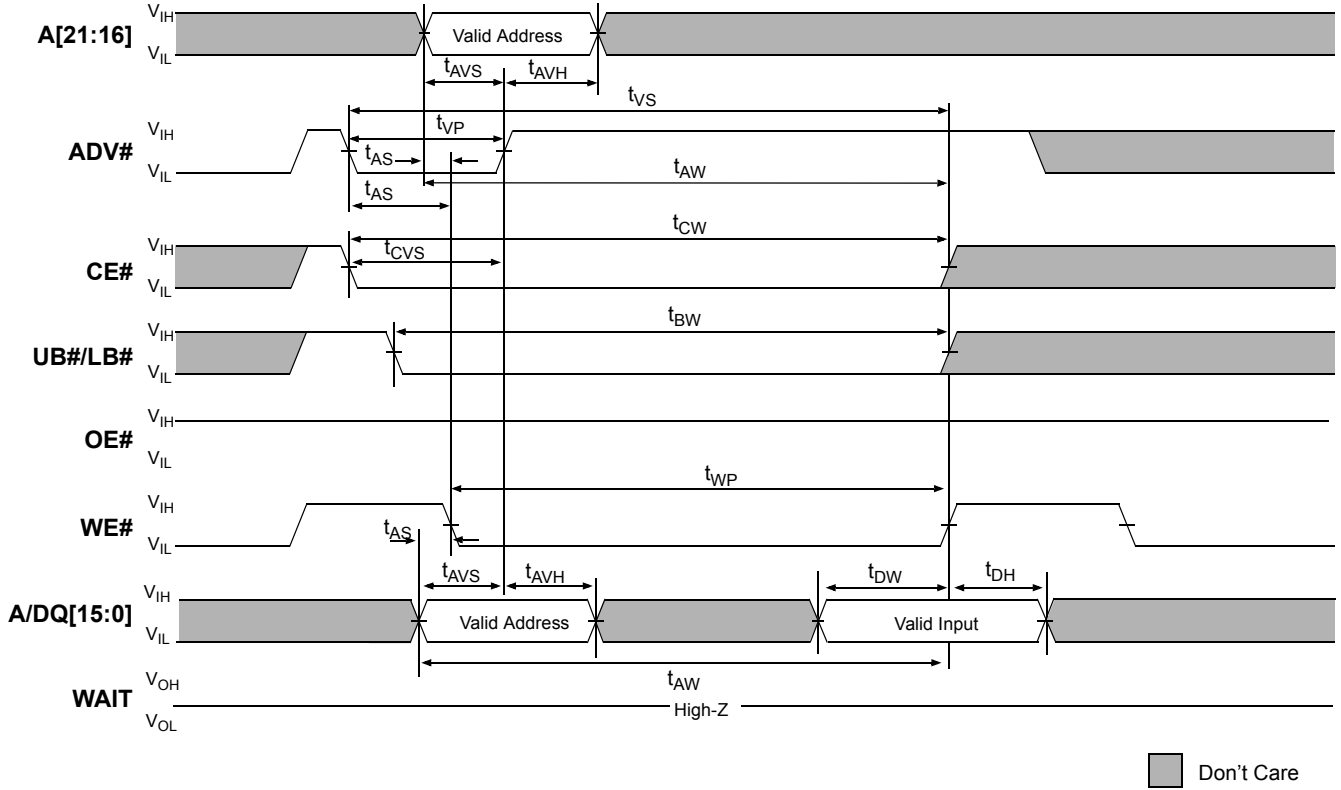 A[21:16] VIH Valid Address
VIL
tAVS tAVH
tVS
ADV# VIH
tVP
VIL tAS
tAW
tAS
CE# VIH
tCW
tCVS
VIL
UB#/LB# VIH
tBW
VIL
OE# VIH
VIL
tWP
WE# VIH
VIL tAS
tAVS tAVH tDW tDH
A/DQ[15:0] VIH
VIL Valid Address Valid Input
tAW
WAIT VOH
High-Z
VOL
Don't Care